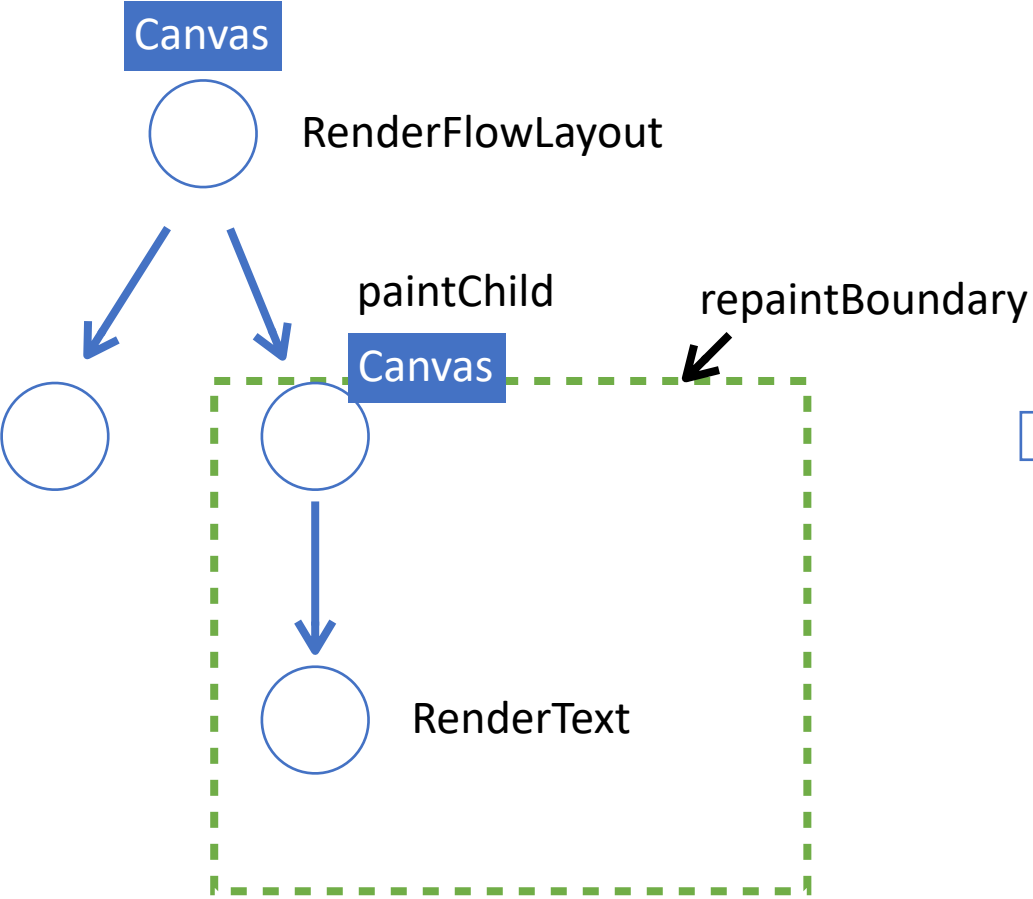 Canvas
RenderFlowLayout
paintChild
repaintBoundary
Canvas
RenderText